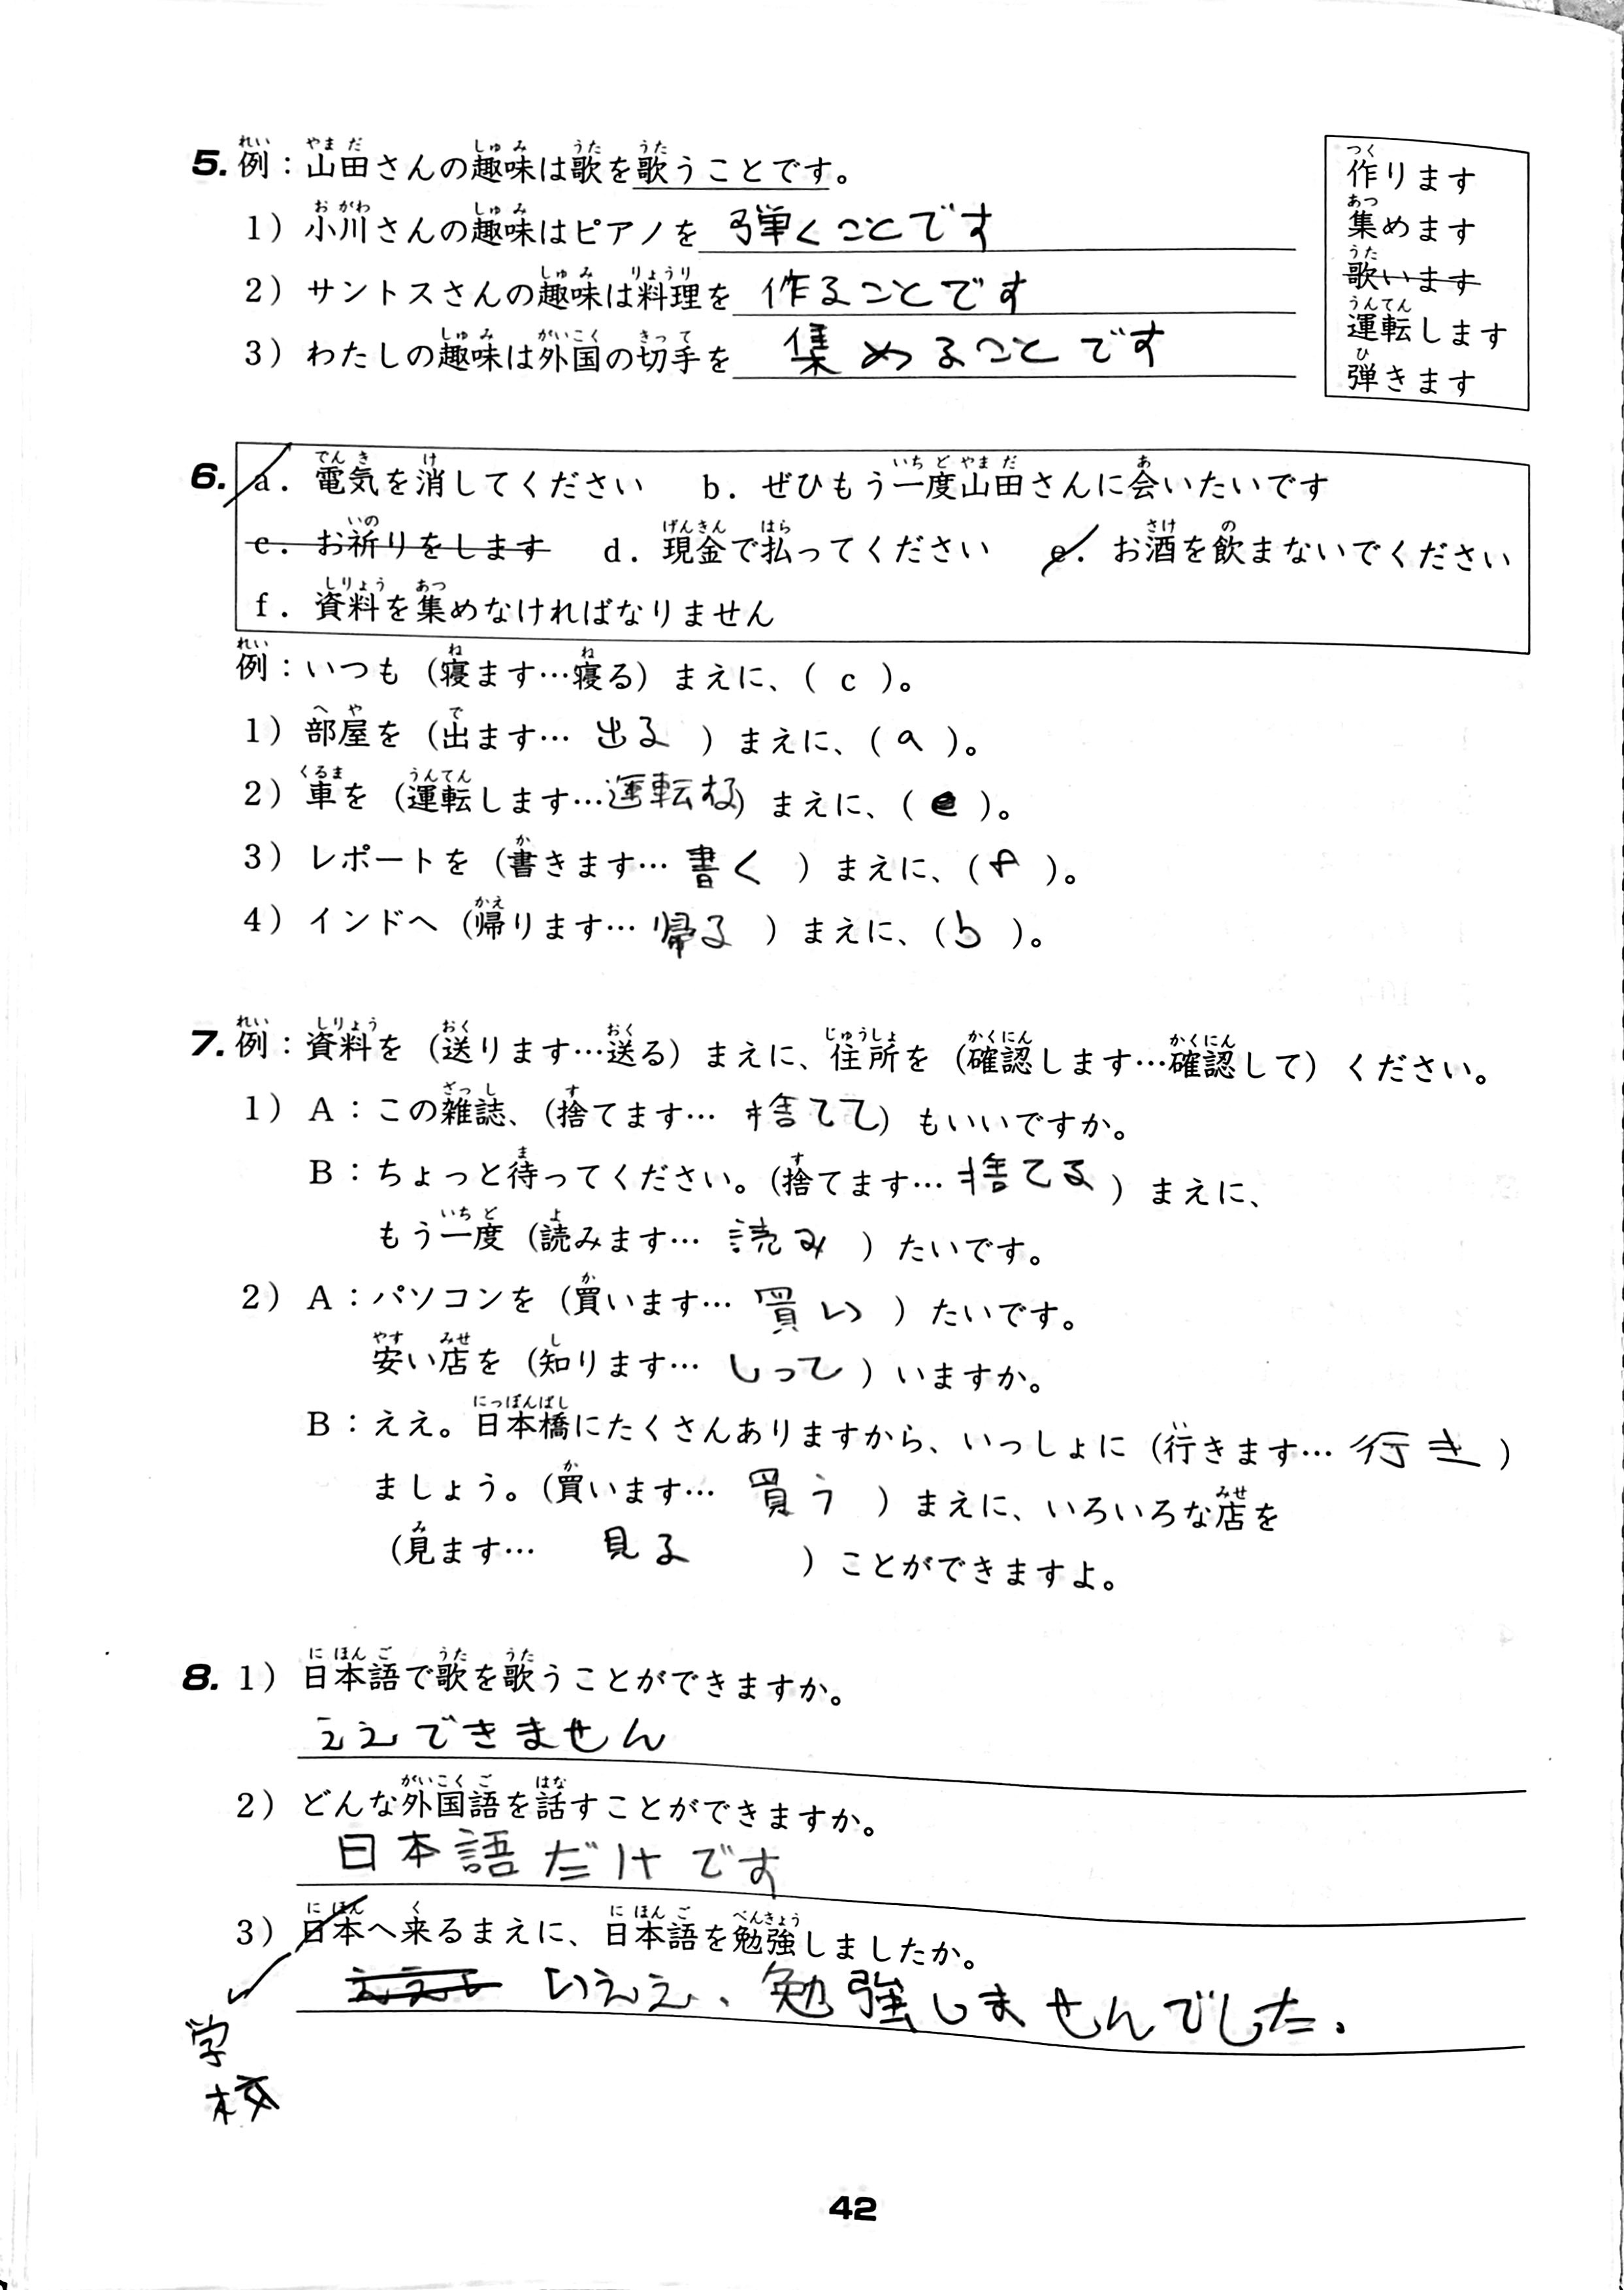 5. 例：山田さんの趣味は歌を歌うことです。
1）小川さんの趣味はピアノを 弾くことです
2）サントスさんの趣味は料理を 作ることです
3）わたしの趣味は外国の切手を 集めることです
作ります
集めます
歌います
運転します
弾きます
6. a．電気を消してください b．ぜひもう一度山田さんに会いたいです
c．お祈りをします d．現金で払ってください e．お酒を飲まないでください
f．資料を集めなければなりません
例：いつも（寝ます…寝る）まえに、（ c ）。
1）部屋を（出ます… 出る ）まえに、（ a ）。
2）車を（運転します…運転する）まえに、（ e ）。
3）レポートを（書きます… 書く ）まえに、（ f ）。
4）インドへ（帰ります… 帰る ）まえに、（ b ）。
7. 例：資料を（送ります…送る）まえに、住所を（確認します…確認して）ください。
1）A：この雑誌、（捨てます… 捨てて）もいいですか。
B：ちょっと待ってください。（捨てます… 捨てる ）まえに、
もう一度（読みます… 読み ）たいです。
2）A：パソコンを（買います… 買い ）たいです。
安い店を（知ります… しって ）いますか。
B：ええ。日本橋にたくさんありますから、いっしょに（行きます… 行き ）
ましょう。（買います… 買う ）まえに、いろいろな店を
（見ます… 見る ）ことができますよ。
8. 1）日本語で歌を歌うことができますか。
ええできません
2）どんな外国語を話すことができますか。
日本語だけです
3）日本へ来るまえに、日本語を勉強しましたか。
いええ、勉強しませんでした.
学
校
42